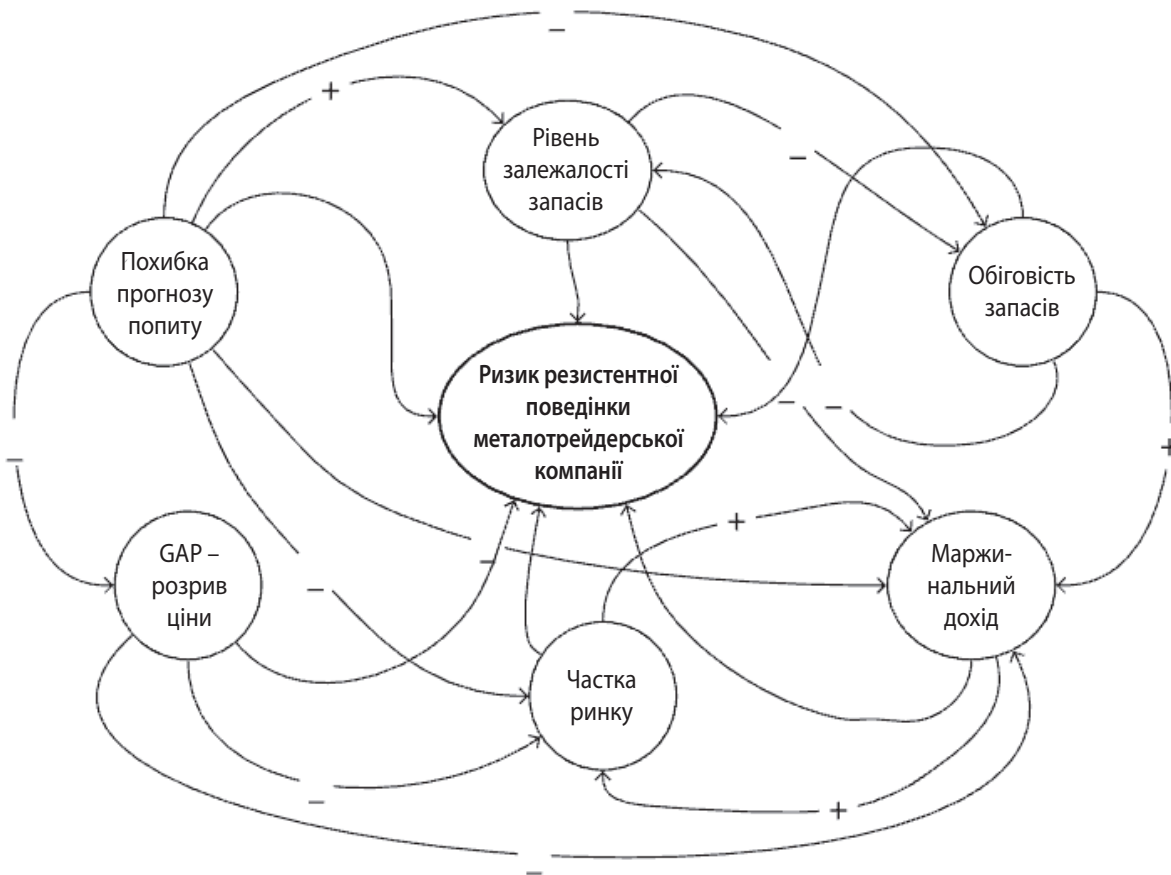 −
+
Рівень
залежалості
запасів
−
Похибка
прогнозу
попиту
Обіговість
запасів
Ризик резистентної
поведінки
металотрейдерської
компанії
−
−
−
+
+
GAP –
розрив
ціни
−
−
Маржи-
нальний
дохід
Частка
ринку
−
+
−